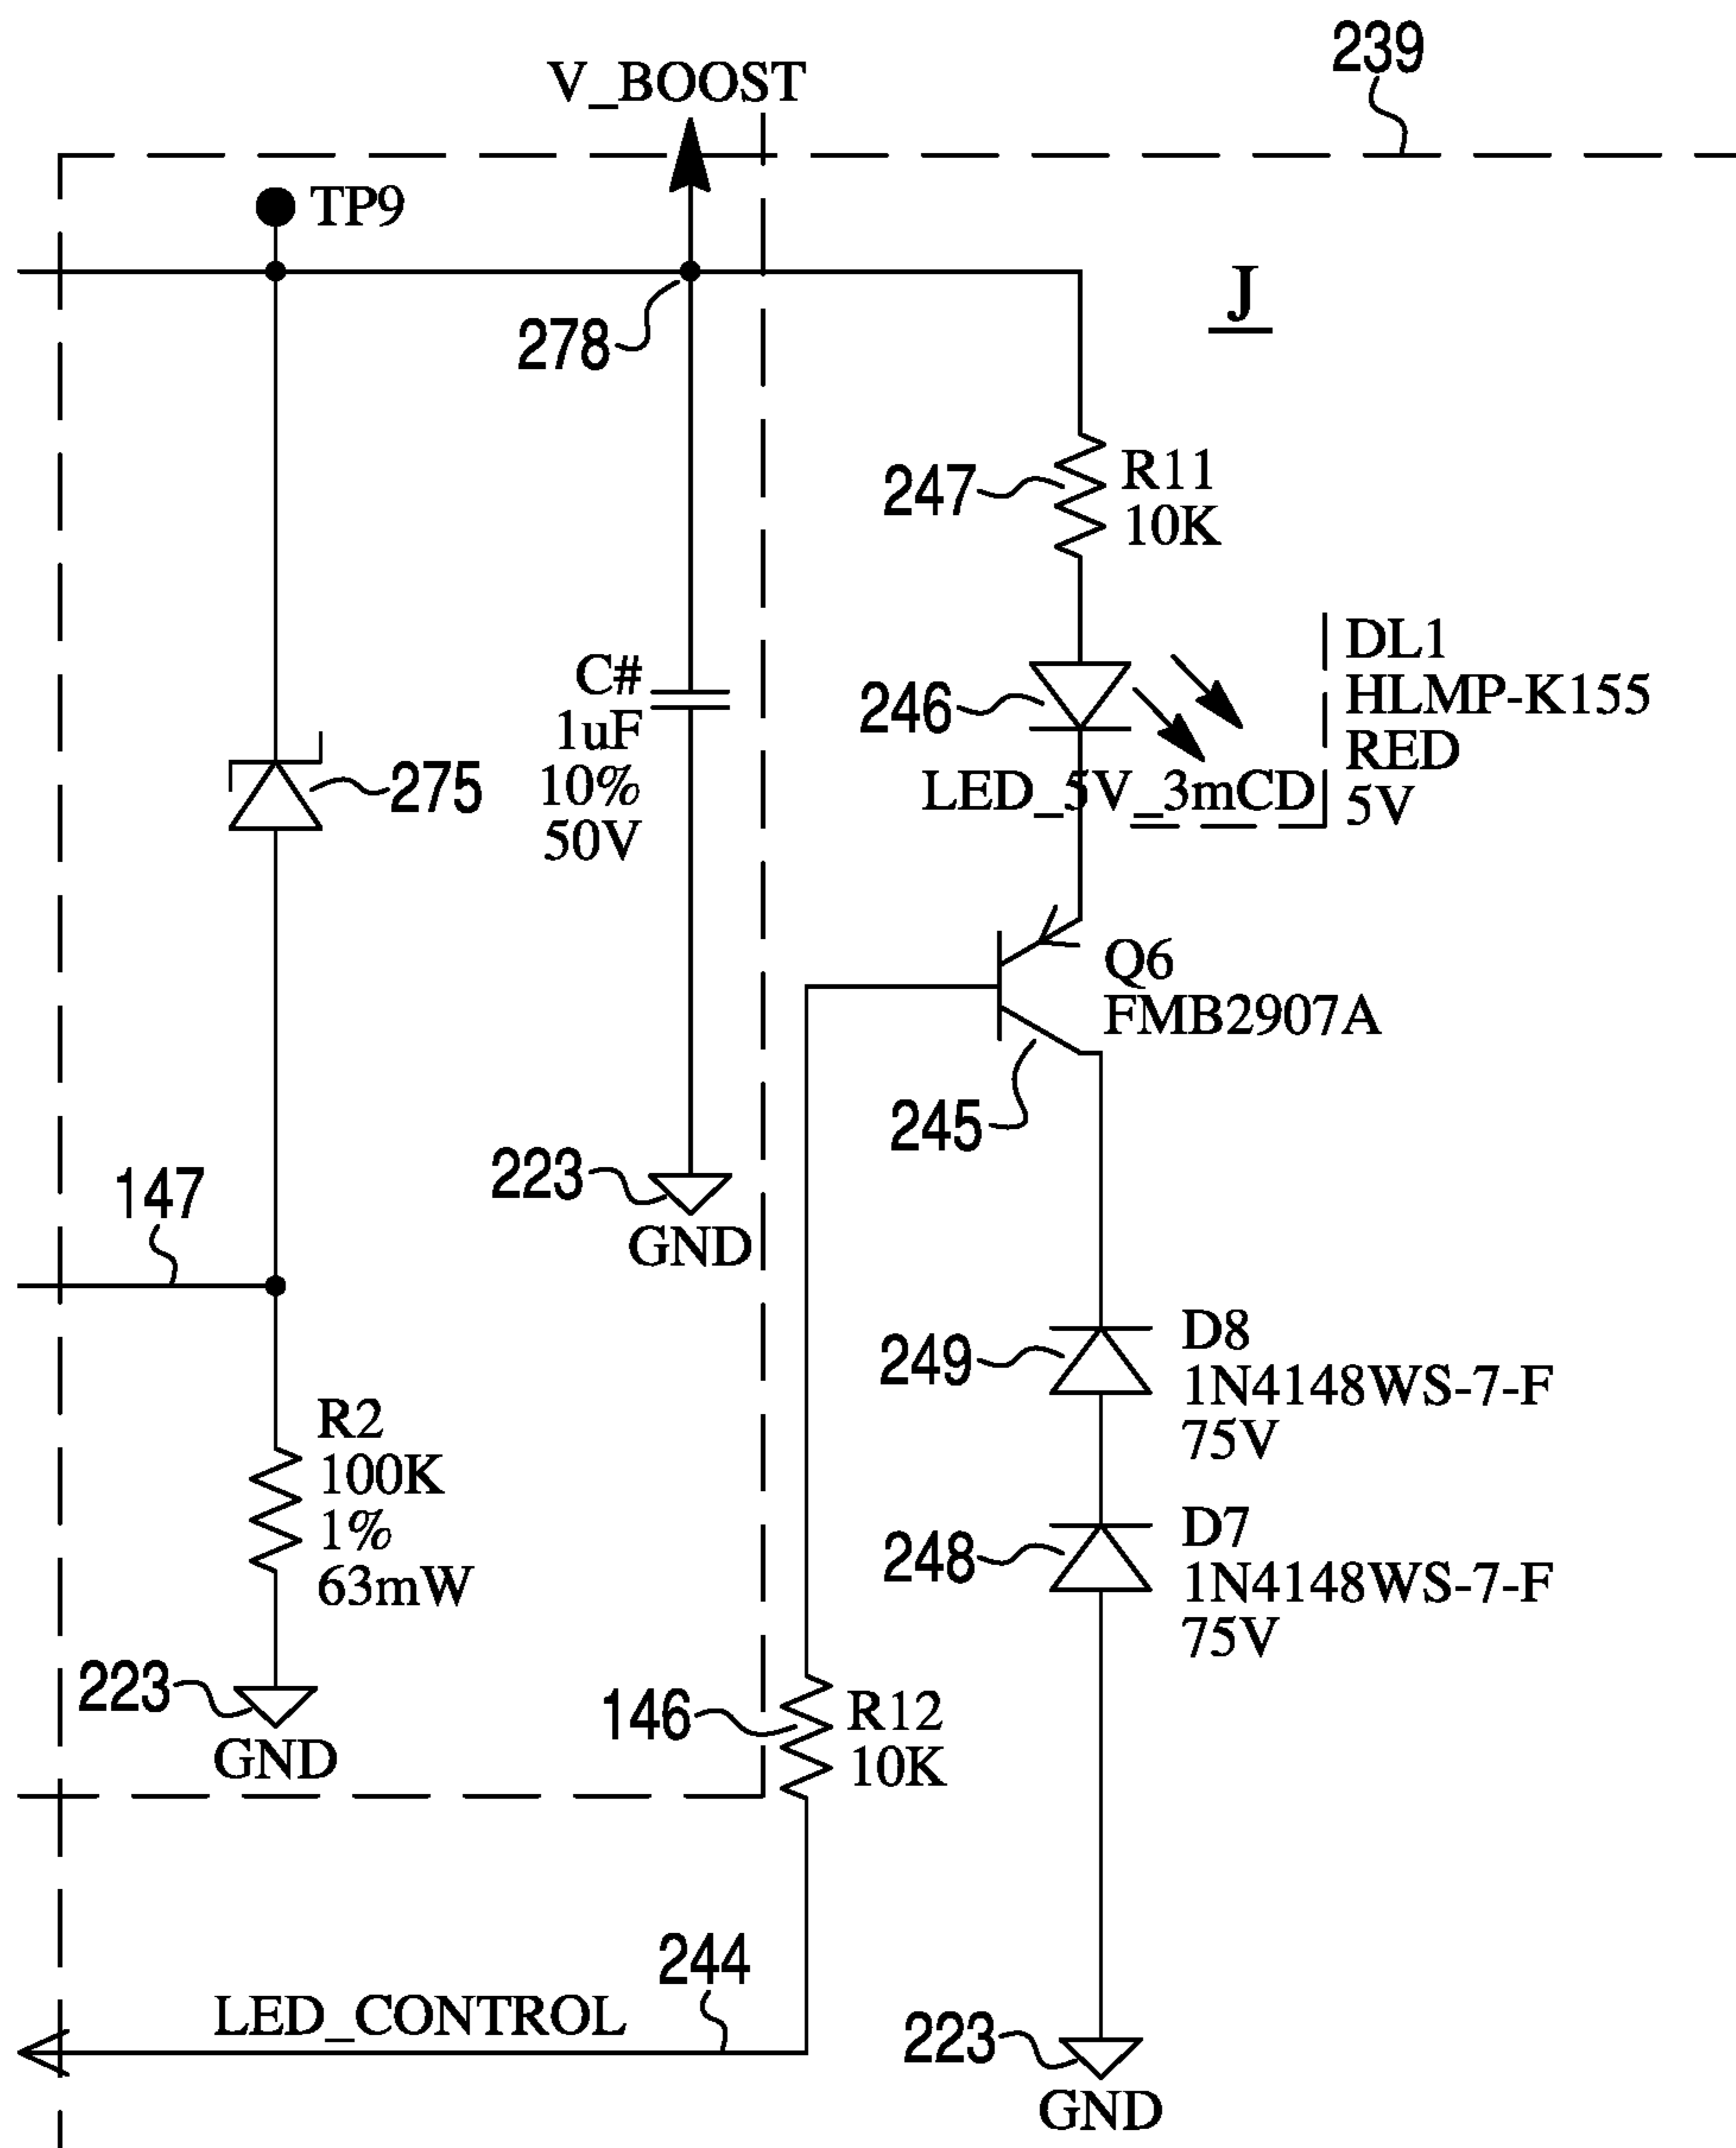 239
V_BOOST
TP9
J
278
247
R11
10K
C#
1uF
10%
50V
246
DL1
HLMP-K155
RED
5V
LED_5V_3mCD
275
Q6
FMB2907A
245
223
GND
147
249
D8
1N4148WS-7-F
75V
R2
100K
1%
63mW
248
D7
1N4148WS-7-F
75V
223
GND
146
R12
10K
244
LED_CONTROL
223
GND